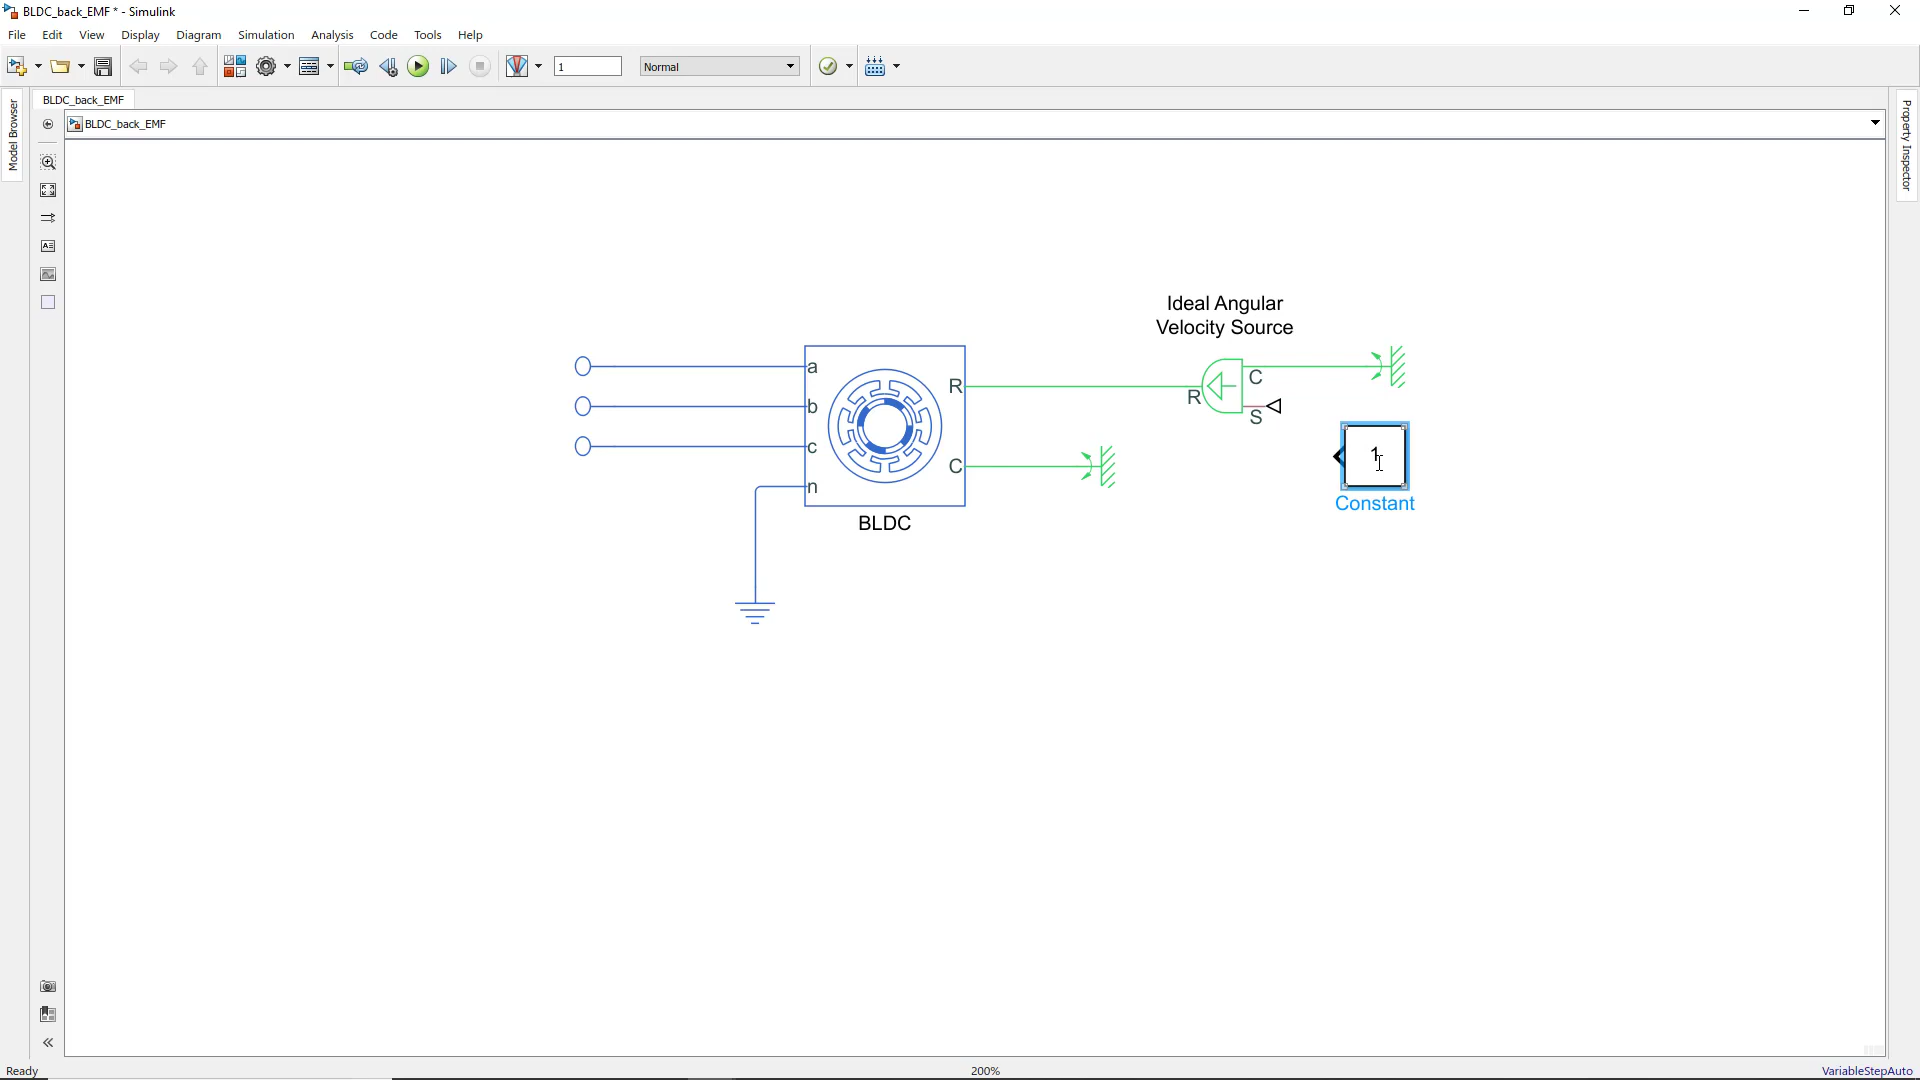 BLDC_back_EMF * - Simulink
File Edit View Display Diagram Simulation Analysis Code Tools Help
1 Normal
Model Browser
BLDC_back_EMF
BLDC_back_EMF
Property Inspector
Ideal Angular
Velocity Source
a
b
c
n
R
C
BLDC
R
C
S
1
Constant
Ready 200% VariableStepAuto